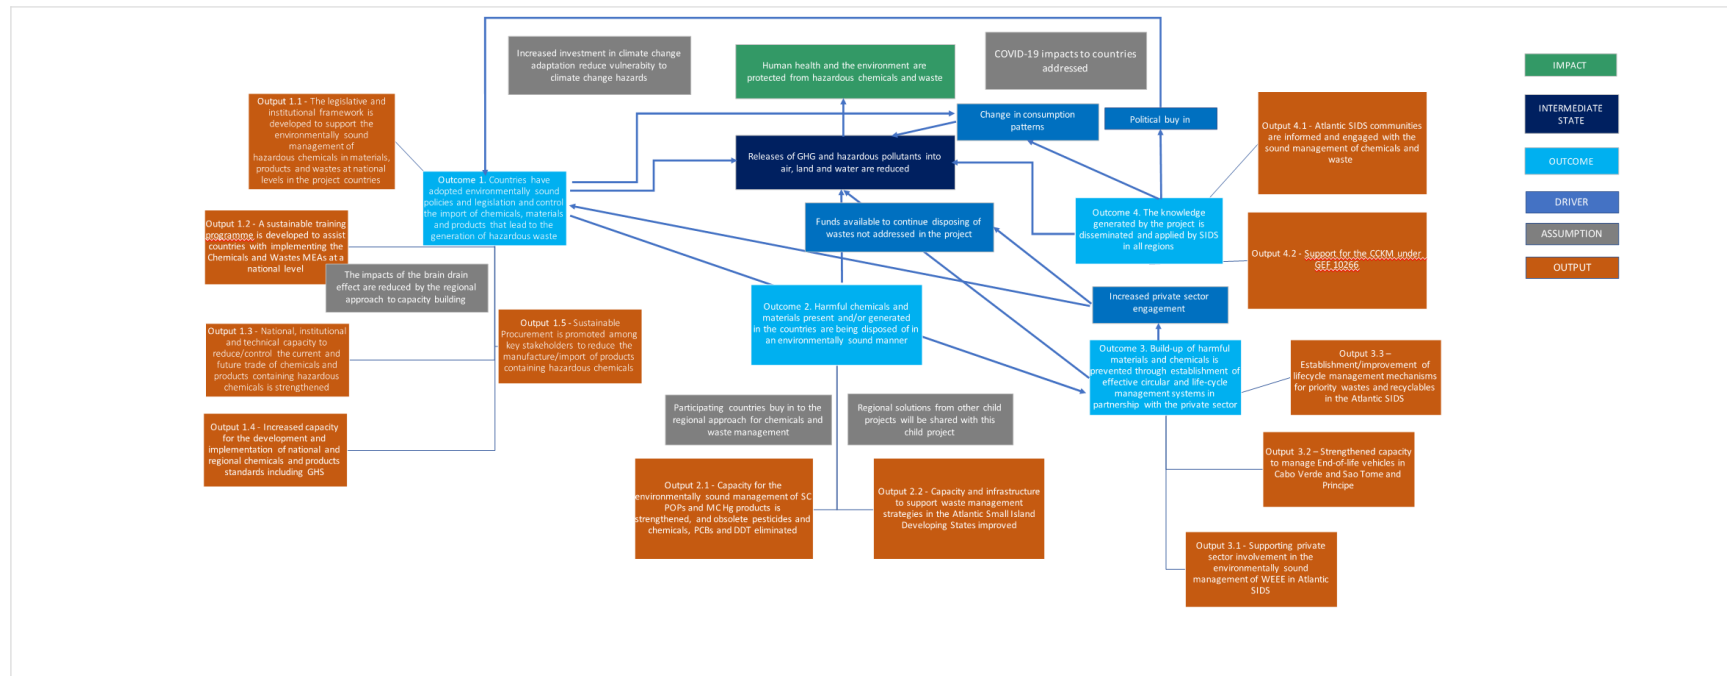 Increased investment in climate change
adaptation reduce vulnerabity to
climate change hazards
Human health and the environment are
protected from hazardous chemicals and waste
COVID-19 impacts to countries
addressed
IMPACT
INTERMEDIATE
STATE
OUTCOME
DRIVER
ASSUMPTION
OUTPUT
Output 1.1 - The legislative and
institutional framework is
developed to support the
environmentally sound
management of
hazardous chemicals in materials,
products and wastes at national
levels in the project countries
Change in consumption
patterns
Political buy in
Output 4.1 - Atlantic SIDS communities
are informed and engaged with the
sound management of chemicals and
waste
Releases of GHG and hazardous pollutants into
air, land and water are reduced
Outcome 1. Countries have
adopted environmentally sound
policies and legislation and control
the import of chemicals, materials
and products that lead to the
generation of hazardous waste
Funds available to continue disposing of
wastes not addressed in the project
Outcome 4. The knowledge
generated by the project is
disseminated and applied by SIDS
in all regions
Output 4.2 - Support for the CCKM under
GEF 10266
Output 1.2 - A sustainable training
programme is developed to assist
countries with implementing the
Chemicals and Wastes MEAs at a
national level
The impacts of the brain drain
effect are reduced by the regional
approach to capacity building
Increased private sector
engagement
Outcome 2. Harmful chemicals and
materials present and/or generated
in the countries are being disposed of in
an environmentally sound manner
Output 1.3 - National, institutional
and technical capacity to
reduce/control the current and
future trade of chemicals and
products containing hazardous
chemicals is strengthened
Output 1.5 - Sustainable
Procurement is promoted among
key stakeholders to reduce the
manufacture/import of products
containing hazardous chemicals
Outcome 3. Build-up of harmful
materials and chemicals is
prevented through establishment of
effective circular and life-cycle
management systems in
partnership with the private sector
Output 3.3 –
Establishment/improvement of
lifecycle management mechanisms
for priority wastes and recyclables
in the Atlantic SIDS
Participating countries buy in to the
regional approach for chemicals and
waste management
Regional solutions from other child
projects will be shared with this
child project
Output 1.4 - Increased capacity
for the development and
implementation of national and
regional chemicals and products
standards including GHS
Output 3.2 – Strengthened capacity
to manage End-of-life vehicles in
Cabo Verde and Sao Tome and
Principe
Output 2.1 - Capacity for the
environmentally sound management of SC
POPs and MC Hg products is
strengthened, and obsolete pesticides and
chemicals, PCBs and DDT eliminated
Output 2.2 - Capacity and infrastructure
to support waste management
strategies in the Atlantic Small Island
Developing States improved
Output 3.1 - Supporting private
sector involvement in the
environmentally sound
management of WEEE in Atlantic
SIDS